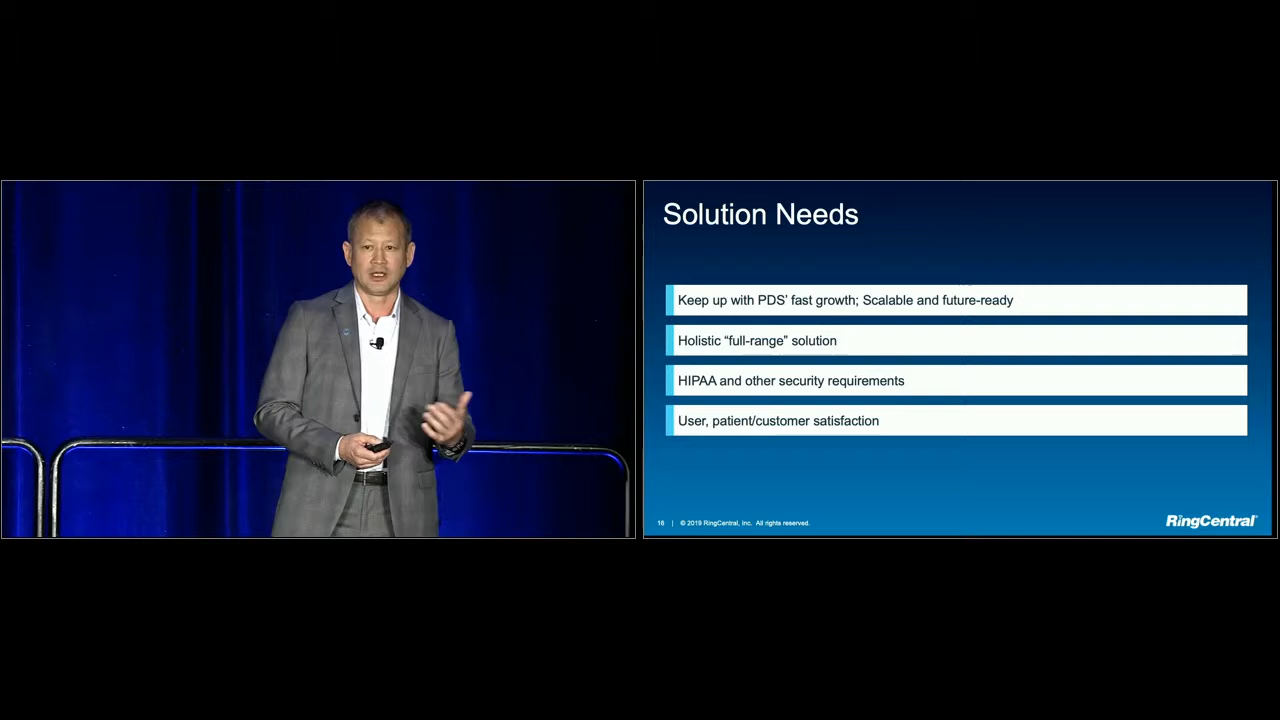 Solution Needs
Keep up with PDS’ fast growth; Scalable and future-ready
Holistic “full-range” solution
HIPAA and other security requirements
User, patient/customer satisfaction
16 | © 2019 RingCentral, Inc. All rights reserved.
RingCentral®